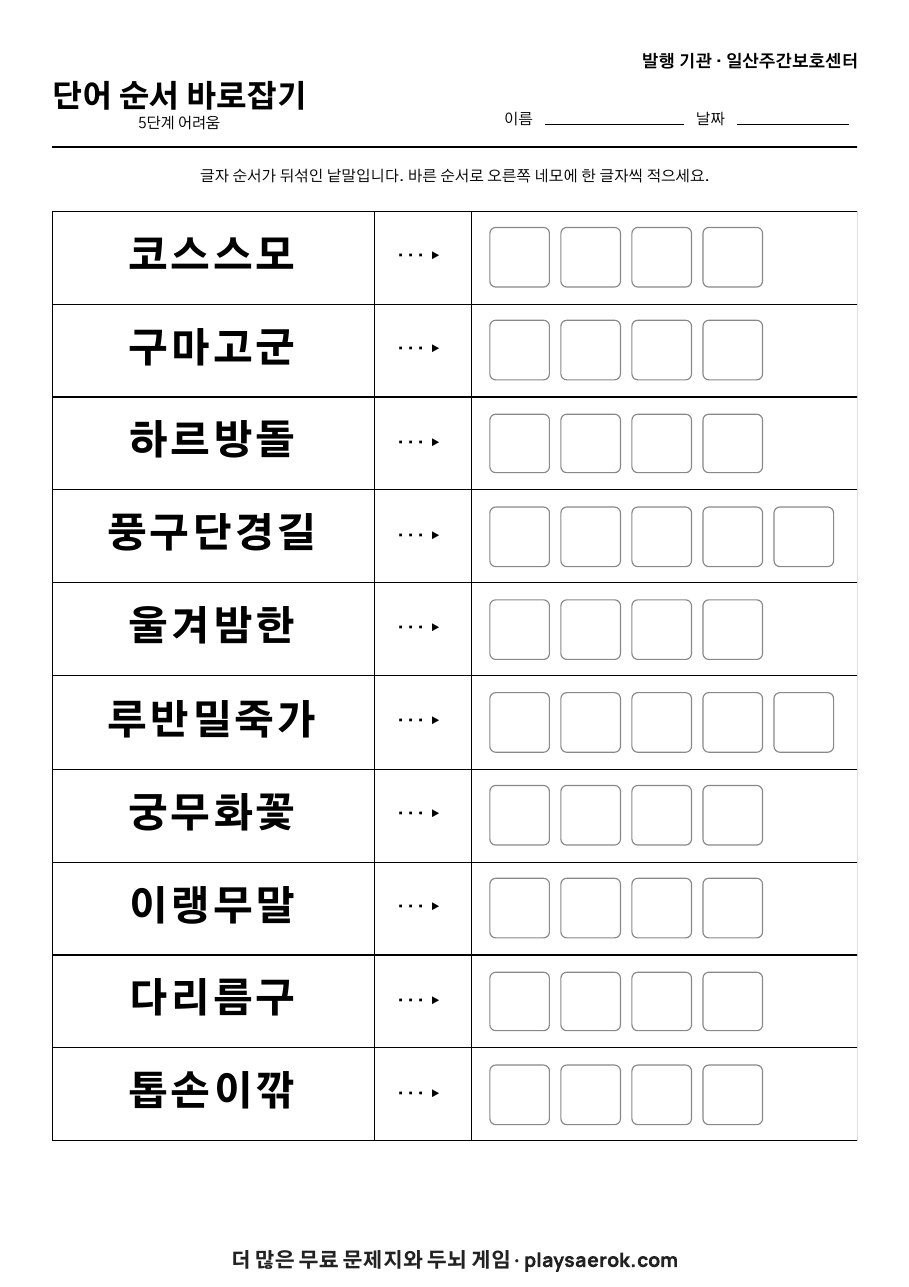 발행 기관 · 일산주간보호센터
단어 순서 바로잡기
5단계 어려움
이름 날짜
글자 순서가 뒤섞인 낱말입니다. 바른 순서로 오른쪽 네모에 한 글자씩 적으세요.
코스스모
구마고군
하르방돌
풍구단경길
울겨밤한
루반밀죽가
궁무화꽃
이랭무말
다리름구
톱손이깎
더 많은 무료 문제지와 두뇌 게임 · playsaerok.com